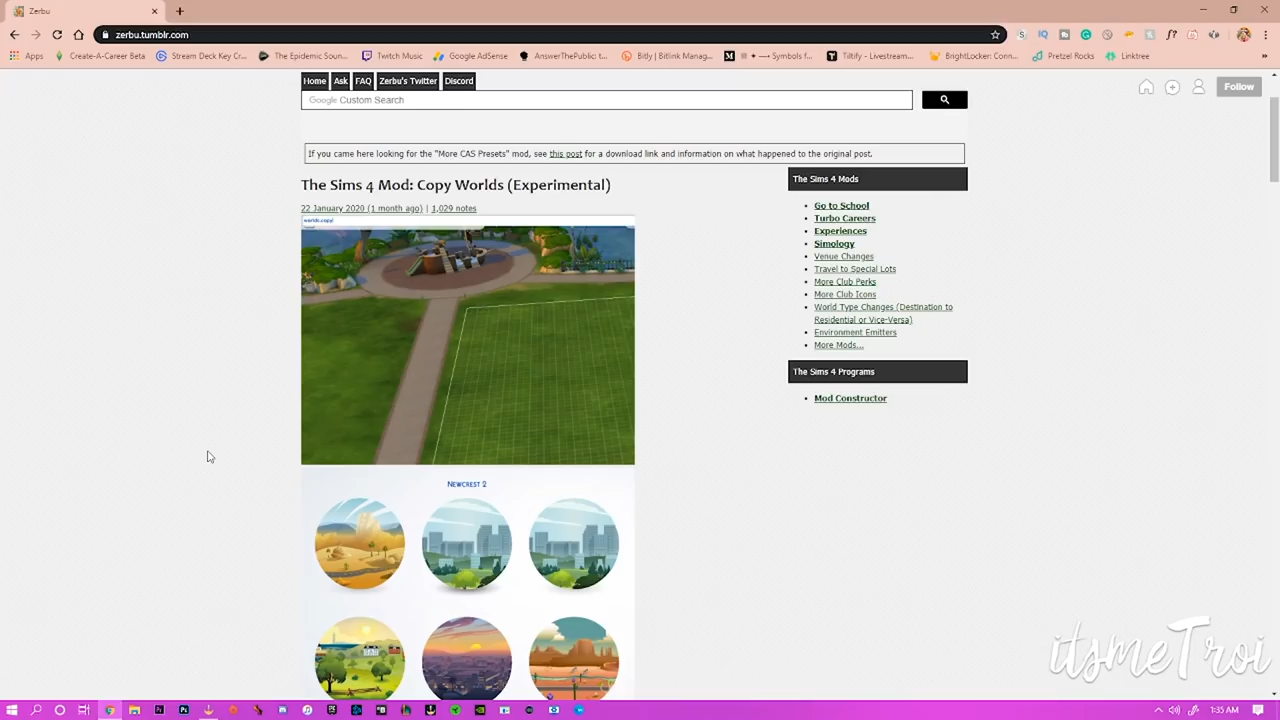 Zerbu
zerbu.tumblr.com
Apps
Create-A-Career Beta
Stream Deck Key Cr...
The Epidemic Soun...
Twitch Music
Google AdSense
AnswerThePublic: t...
Bitly | Bitlink Manag...
Symbols f...
Tiltify - Livestream...
BrightLocker: Conn...
Pretzel Rocks
Linktree
Home Ask FAQ Zerbu's Twitter Discord
Follow
Google Custom Search
If you came here looking for the "More CAS Presets" mod, see this post for a download link and information on what happened to the original post.
The Sims 4 Mod: Copy Worlds (Experimental)
22 January 2020 (1 month ago) | 1,029 notes
worlds.copy|
Newcrest 2
The Sims 4 Mods
Go to School
Turbo Careers
Experiences
Simology
Venue Changes
Travel to Special Lots
More Club Perks
More Club Icons
World Type Changes (Destination to
Residential or Vice-Versa)
Environment Emitters
More Mods...
The Sims 4 Programs
Mod Constructor
itsmeTroi
1:35 AM